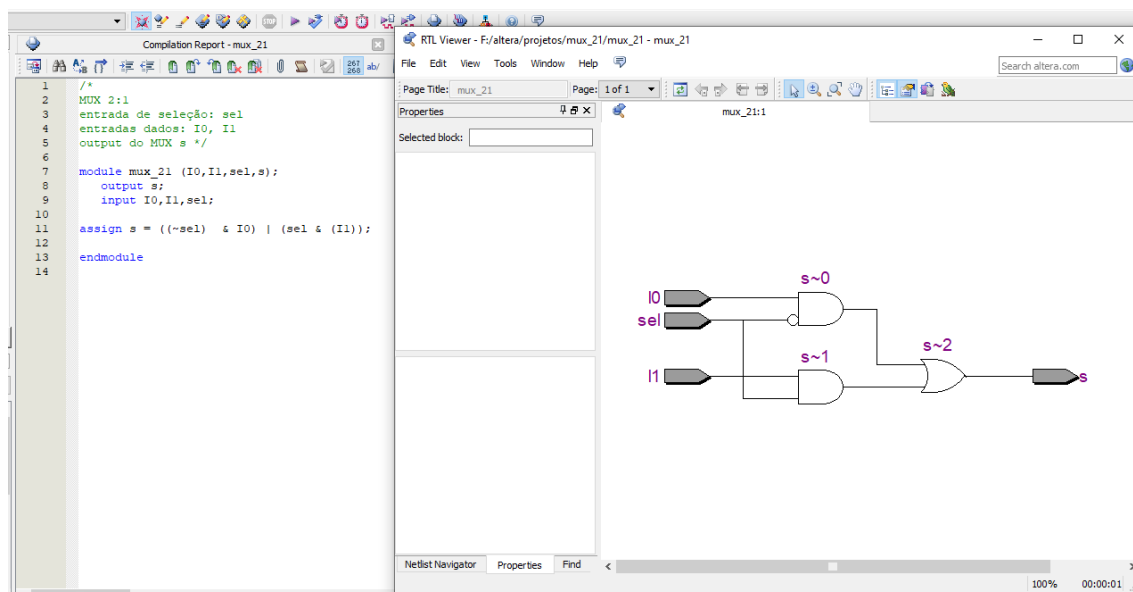 Compilation Report - mux_21
267
268
ab/
1 /*
2 MUX 2:1
3 entrada de seleção: sel
4 entradas dados: I0, I1
5 output do MUX s */
6
7 module mux_21 (I0,I1,sel,s);
8 output s;
9 input I0,I1,sel;
10
11 assign s = ((~sel)  & I0) | (sel & (I1));
12
13 endmodule
14
RTL Viewer - F:/altera/projetos/mux_21/mux_21 - mux_21
File Edit View Tools Window Help
Search altera.com
Page Title: mux_21 Page: 1 of 1
Properties
mux_21:1
Selected block:
s~0
I0
sel
s~1
I1
s~2
s
Netlist Navigator Properties Find
100% 00:00:01